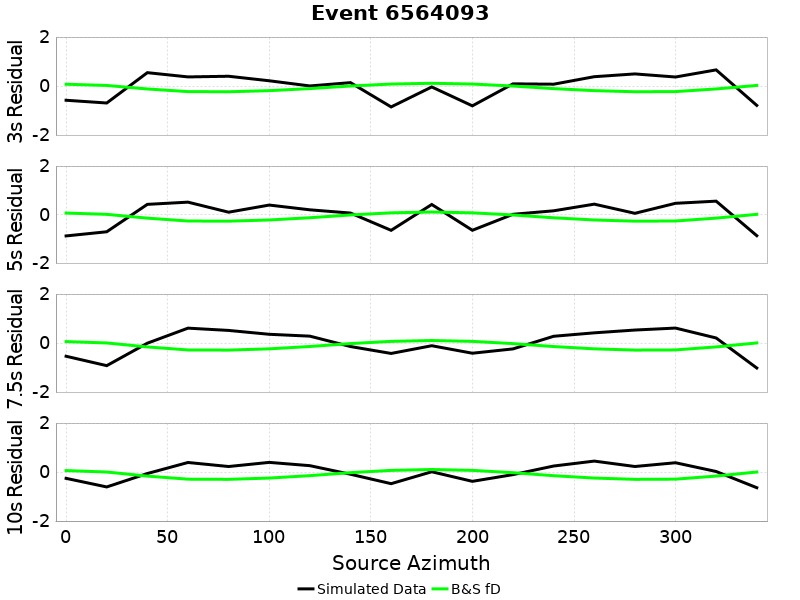 Event 6564093
3s Residual
2
0
-2
5s Residual
2
0
-2
7.5s Residual
2
0
-2
10s Residual
2
0
-2
0 50 100 150 200 250 300
Source Azimuth
Simulated Data B&S fD